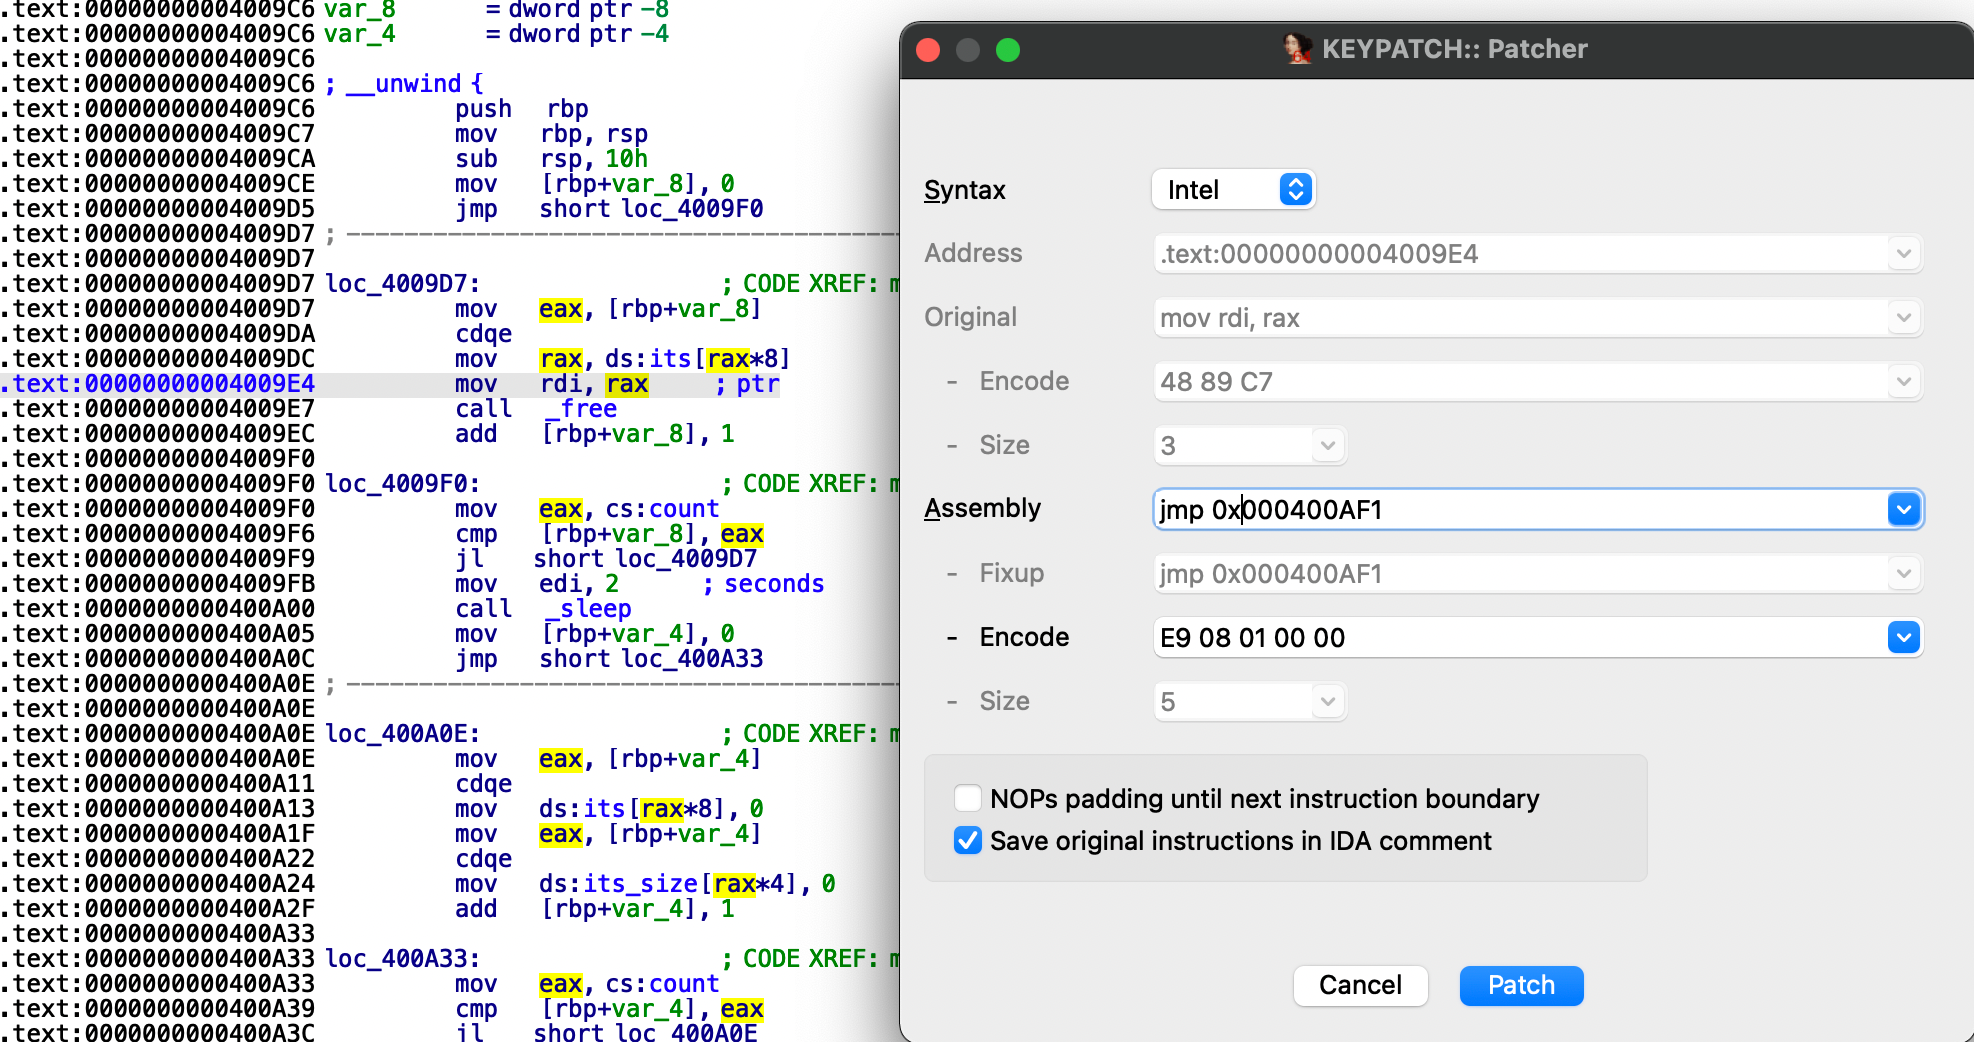 .text:00000000004009C6 var_8 = dword ptr -8
.text:00000000004009C6 var_4 = dword ptr -4
.text:00000000004009C6
.text:00000000004009C6 ; __unwind {
.text:00000000004009C6 push rbp
.text:00000000004009C7 mov rbp, rsp
.text:00000000004009CA sub rsp, 10h
.text:00000000004009CE mov [rbp+var_8], 0
.text:00000000004009D5 jmp short loc_4009F0
.text:00000000004009D7 ; ---------------------------------------
.text:00000000004009D7
.text:00000000004009D7 loc_4009D7: ; CODE XREF: m
.text:00000000004009D7 mov eax, [rbp+var_8]
.text:00000000004009DA cdqe
.text:00000000004009DC mov rax, ds:its[rax*8]
.text:00000000004009E4 mov rdi, rax ; ptr
.text:00000000004009E7 call _free
.text:00000000004009EC add [rbp+var_8], 1
.text:00000000004009F0
.text:00000000004009F0 loc_4009F0: ; CODE XREF: m
.text:00000000004009F0 mov eax, cs:count
.text:00000000004009F6 cmp [rbp+var_8], eax
.text:00000000004009F9 jl short loc_4009D7
.text:00000000004009FB mov edi, 2 ; seconds
.text:0000000000400A00 call _sleep
.text:0000000000400A05 mov [rbp+var_4], 0
.text:0000000000400A0C jmp short loc_400A33
.text:0000000000400A0E ; ---------------------------------------
.text:0000000000400A0E
.text:0000000000400A0E loc_400A0E: ; CODE XREF: m
.text:0000000000400A0E mov eax, [rbp+var_4]
.text:0000000000400A11 cdqe
.text:0000000000400A13 mov ds:its[rax*8], 0
.text:0000000000400A1F mov eax, [rbp+var_4]
.text:0000000000400A22 cdqe
.text:0000000000400A24 mov ds:its_size[rax*4], 0
.text:0000000000400A2F add [rbp+var_4], 1
.text:0000000000400A33
.text:0000000000400A33 loc_400A33: ; CODE XREF: m
.text:0000000000400A33 mov eax, cs:count
.text:0000000000400A39 cmp [rbp+var_4], eax
.text:0000000000400A3C jl short loc_400A0E
KEYPATCH:: Patcher
Syntax Intel
Address .text:00000000004009E4
Original mov rdi, rax
- Encode 48 89 C7
- Size 3
Assembly jmp 0x000400AF1
- Fixup jmp 0x000400AF1
- Encode E9 08 01 00 00
- Size 5
NOPs padding until next instruction boundary
Save original instructions in IDA comment
Cancel Patch